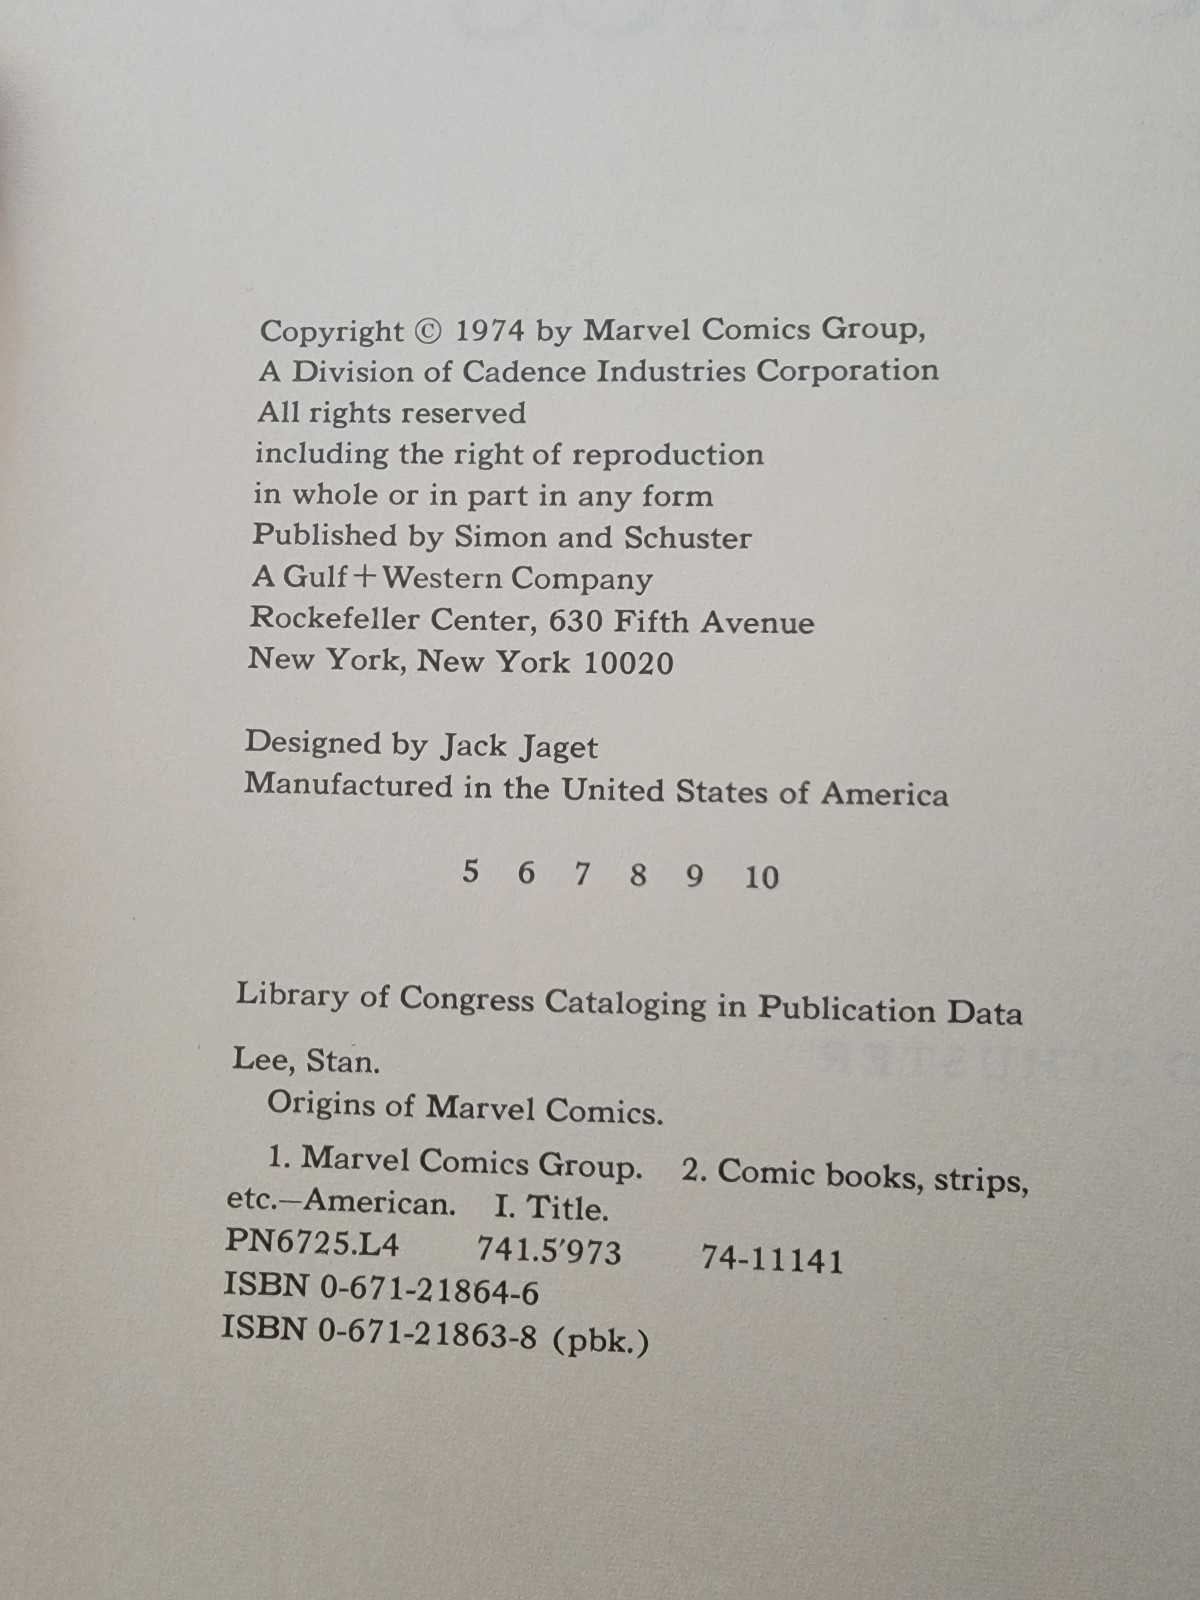 Copyright © 1974 by Marvel Comics Group,
A Division of Cadence Industries Corporation
All rights reserved
including the right of reproduction
in whole or in part in any form
Published by Simon and Schuster
A Gulf+Western Company
Rockefeller Center, 630 Fifth Avenue
New York, New York 10020
Designed by Jack Jaget
Manufactured in the United States of America
5 6 7 8 9 10
Library of Congress Cataloging in Publication Data
Lee, Stan.
Origins of Marvel Comics.
1. Marvel Comics Group. 2. Comic books, strips,
etc.—American. I. Title.
PN6725.L4 741.5′973 74-11141
ISBN 0-671-21864-6
ISBN 0-671-21863-8 (pbk.)